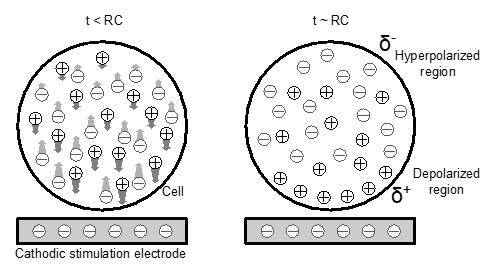 t < RC
t ~ RC
δ-
Hyperpolarized
region
Depolarized
region
δ+
Cell
Cathodic stimulation electrode